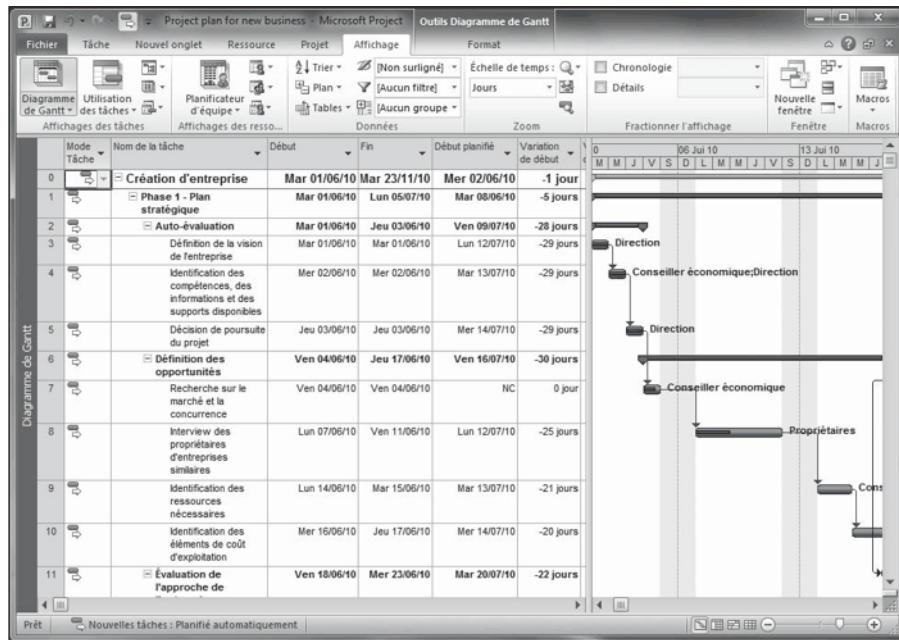 Project plan for new business - Microsoft Project
Outils Diagramme de Gantt
Fichier Tâche Nouvel onglet Ressource Projet Affichage Format
Diagramme de Gantt
Utilisation des tâches
Affichages des tâches
Planificateur d'équipe
Affichages des resso...
Trier
Plan
Tables
[Non surligné]
[Aucun filtre]
[Aucun groupe
Données
Échelle de temps :
Jours
Zoom
Chronologie
Détails
Fractionner l'affichage
Nouvelle fenêtre
Fenêtre
Macros
Macros
Mode Tâche Nom de la tâche Début Fin Début planifié Variation de début
0 06 Jui 10 13 Jui 10
M M J V S D L M M J V S D L M M J
0 Création d'entreprise Mar 01/06/10 Mar 23/11/10 Mer 02/06/10 -1 jour
1 Phase 1 - Plan stratégique Mar 01/06/10 Lun 05/07/10 Mar 08/06/10 -5 jours
2 Auto-évaluation Mar 01/06/10 Jeu 03/06/10 Ven 09/07/10 -28 jours
3 Définition de la vision de l'entreprise Mar 01/06/10 Mar 01/06/10 Lun 12/07/10 -29 jours
Direction
4 Identification des compétences, des informations et des supports disponibles Mer 02/06/10 Mer 02/06/10 Mar 13/07/10 -29 jours
Conseiller économique;Direction
5 Décision de poursuite du projet Jeu 03/06/10 Jeu 03/06/10 Mer 14/07/10 -29 jours
Direction
6 Définition des opportunités Ven 04/06/10 Jeu 17/06/10 Ven 16/07/10 -30 jours
7 Recherche sur le marché et la concurrence Ven 04/06/10 Ven 04/06/10 NC 0 jour
Conseiller économique
8 Interview des propriétaires d'entreprises similaires Lun 07/06/10 Ven 11/06/10 Lun 12/07/10 -25 jours
Propriétaires
9 Identification des ressources nécessaires Lun 14/06/10 Mar 15/06/10 Mar 13/07/10 -21 jours
Cons
10 Identification des éléments de coût d'exploitation Mer 16/06/10 Jeu 17/06/10 Mer 14/07/10 -20 jours
11 Évaluation de l'approche de Ven 18/06/10 Mer 23/06/10 Mar 20/07/10 -22 jours
Diagramme de Gantt
Prêt Nouvelles tâches : Planifié automatiquement